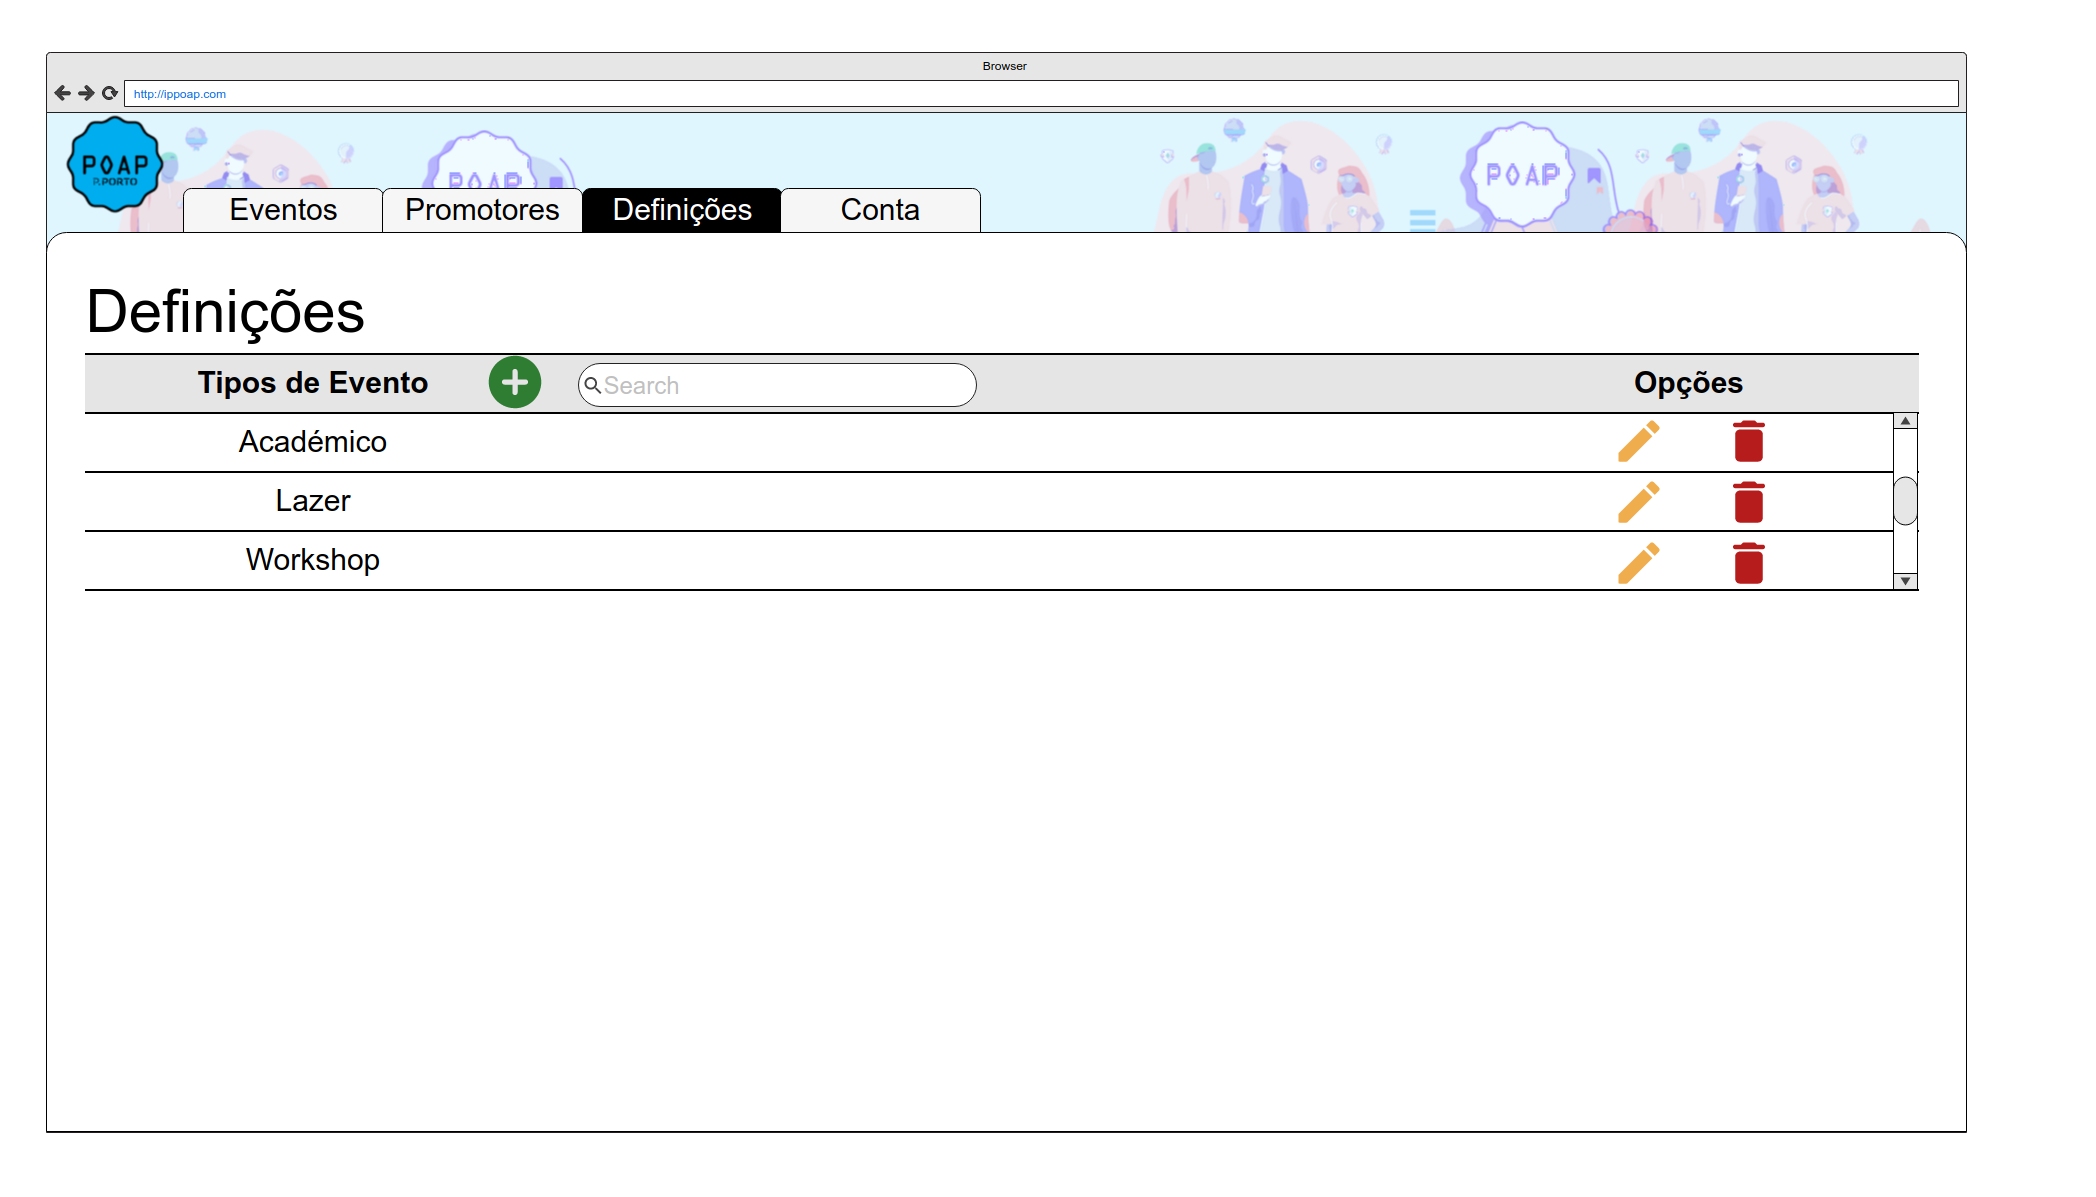 Browser
http://ippoap.com
POAP
P.PORTO
POAP
POAP
Eventos
Promotores
Definições
Conta
Definições
Tipos de Evento
Search
Opções
Académico
Lazer
Workshop